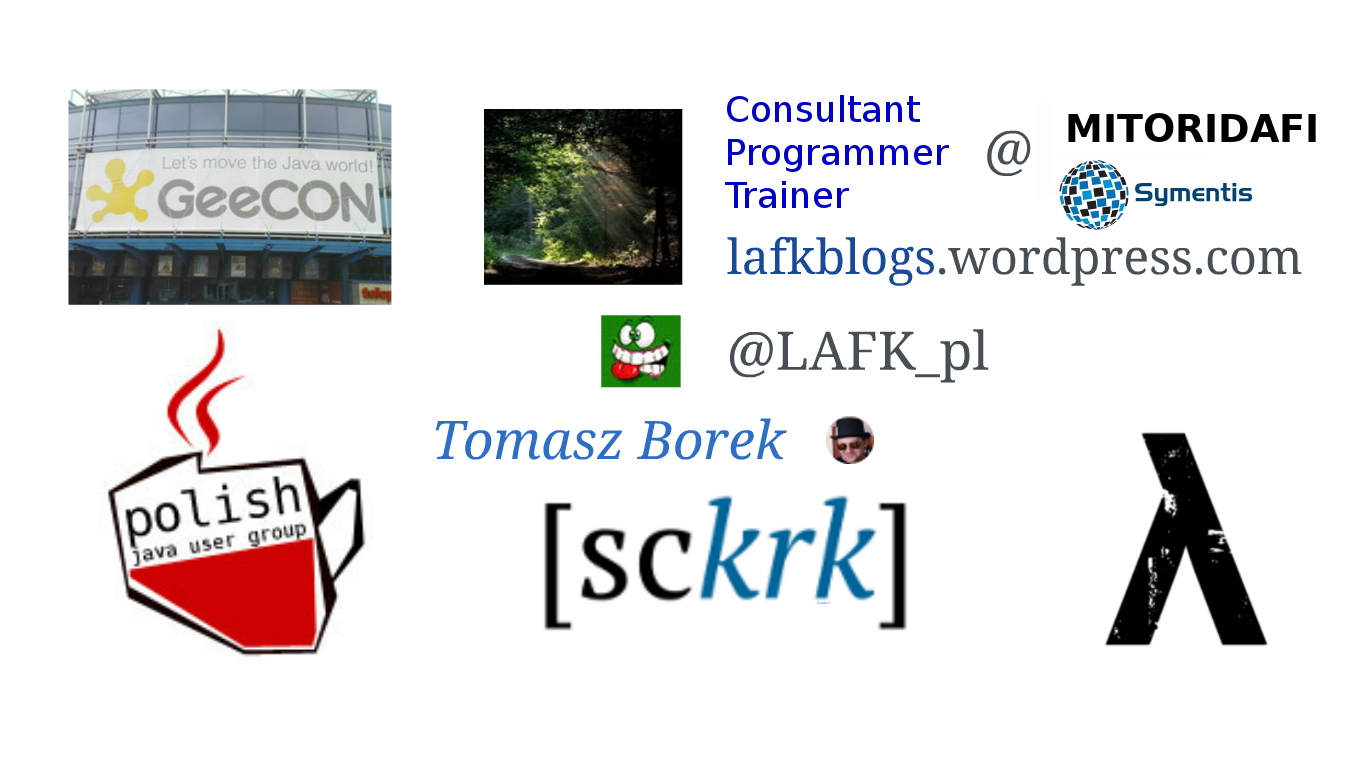 Let's move the Java world!
GeeCON
Consultant
Programmer
Trainer
@
MITORIDAFI
Symentis
lafkblogs.wordpress.com
@LAFK_pl
Tomasz Borek
polish
java user group
[sckrk]
λ